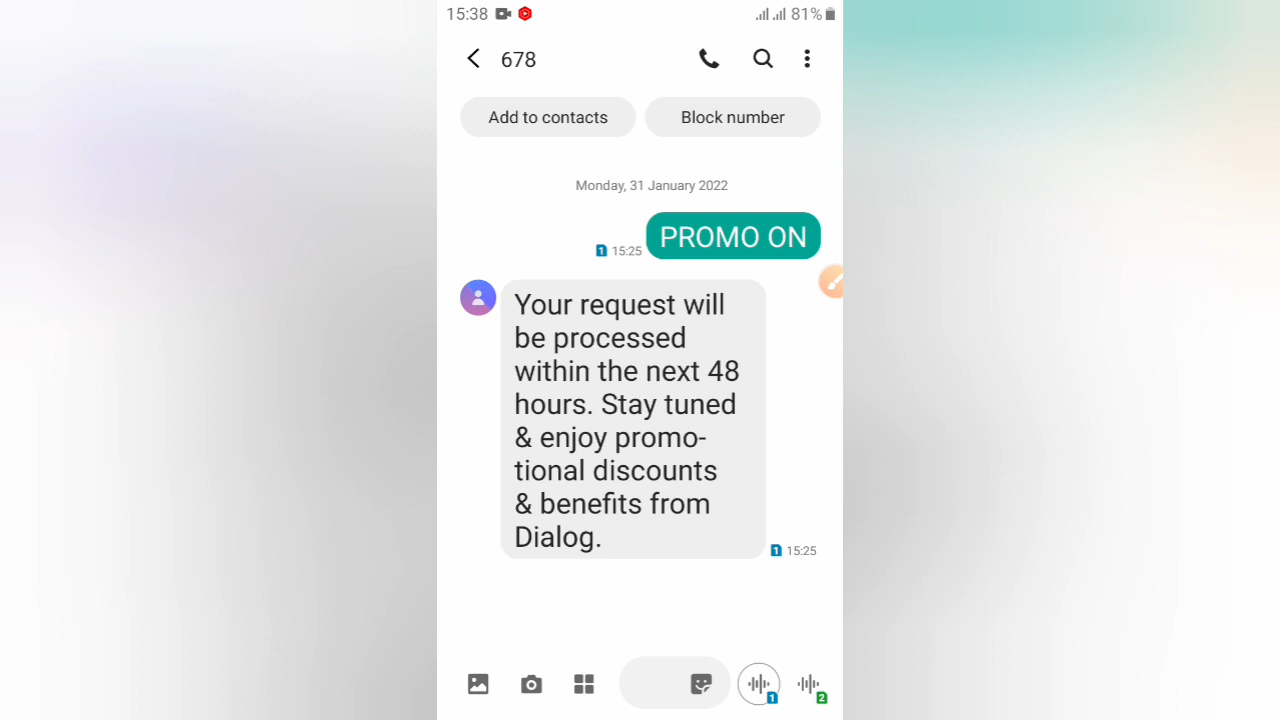 15:38 81%
678
Add to contacts Block number
Monday, 31 January 2022
PROMO ON
1 15:25
Your request will
be processed
within the next 48
hours. Stay tuned
& enjoy promo-
tional discounts
& benefits from
Dialog.
1 15:25
1 2